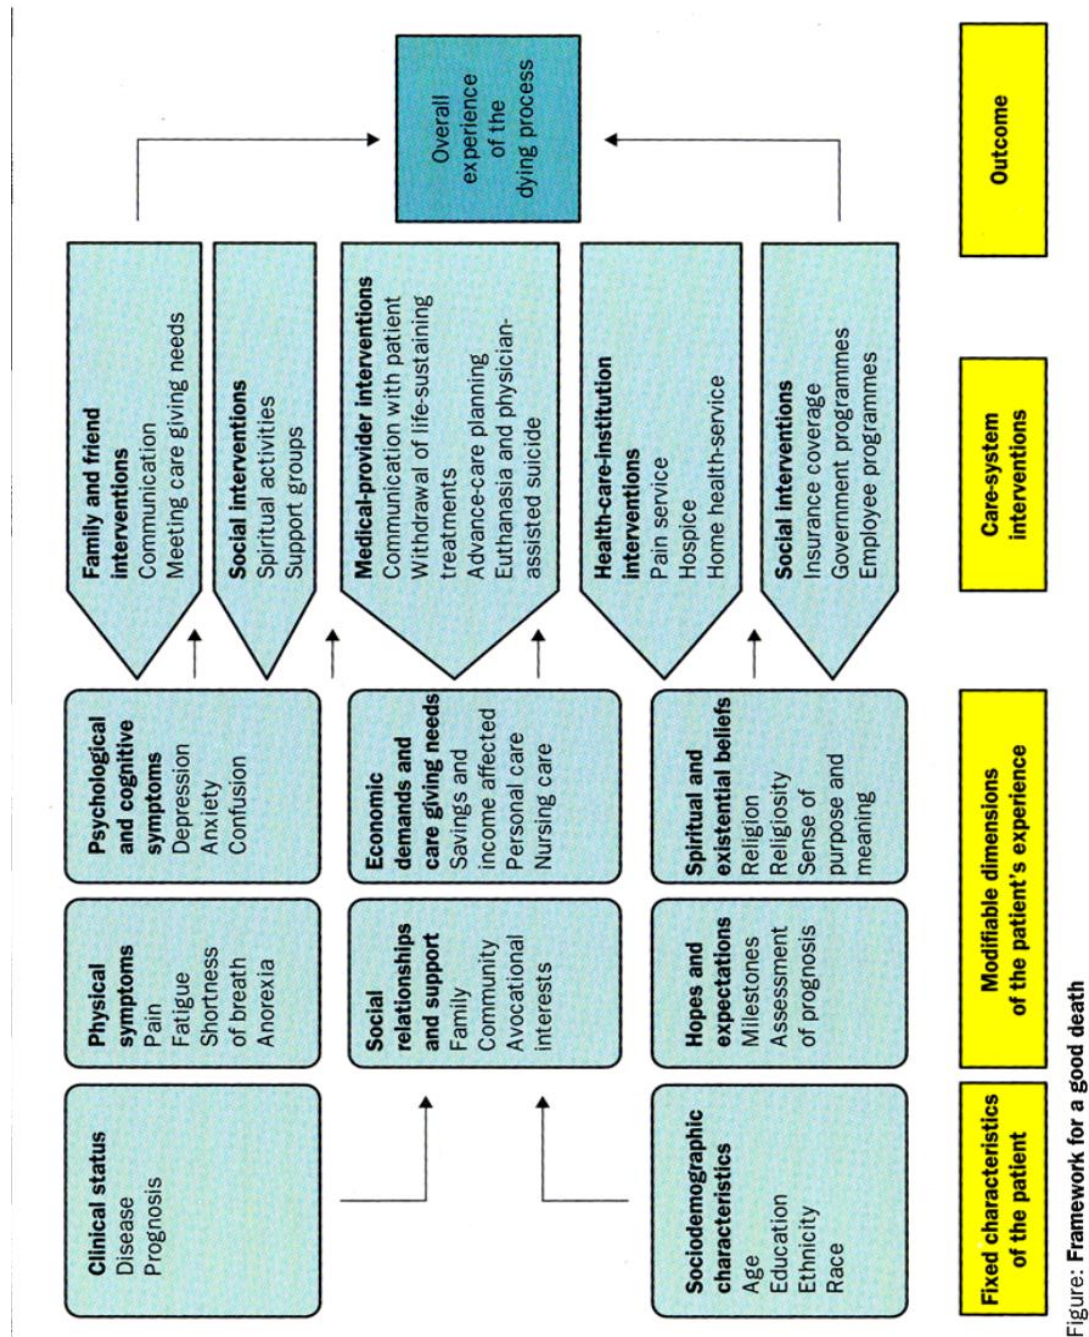 Clinical status
Disease
Prognosis
Sociodemographic
characteristics
Age
Education
Ethnicity
Race
Physical
symptoms
Pain
Fatigue
Shortness
of breath
Anorexia
Social
relationships
and support
Family
Community
Avocational
interests
Hopes and
expectations
Milestones
Assessment
of prognosis
Psychological
and cognitive
symptoms
Depression
Anxiety
Confusion
Economic
demands and
care giving needs
Savings and
income affected
Personal care
Nursing care
Spiritual and
existential beliefs
Religion
Religiosity
Sense of
purpose and
meaning
Family and friend
interventions
Communication
Meeting care giving needs
Social interventions
Spiritual activities
Support groups
Medical-provider interventions
Communication with patient
Withdrawal of life-sustaining
treatments
Advance-care planning
Euthanasia and physician-
assisted suicide
Health-care-institution
interventions
Pain service
Hospice
Home health-service
Social interventions
Insurance coverage
Government programmes
Employee programmes
Overall
experience
of the
dying process
Fixed characteristics
of the patient
Modifiable dimensions
of the patient's experience
Care-system
interventions
Outcome
Figure: Framework for a good death